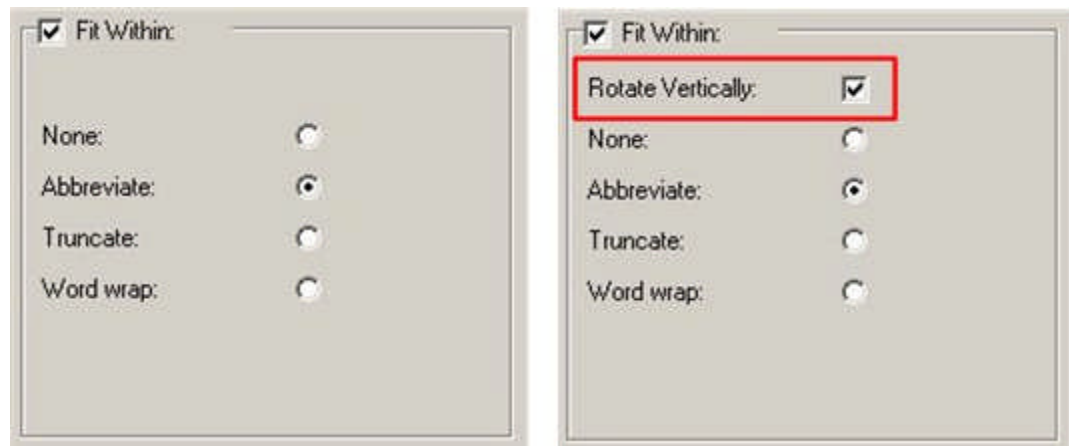 Fit Within:
None:
Abbreviate:
Truncate:
Word wrap:
Fit Within:
Rotate Vertically:
None:
Abbreviate:
Truncate:
Word wrap: